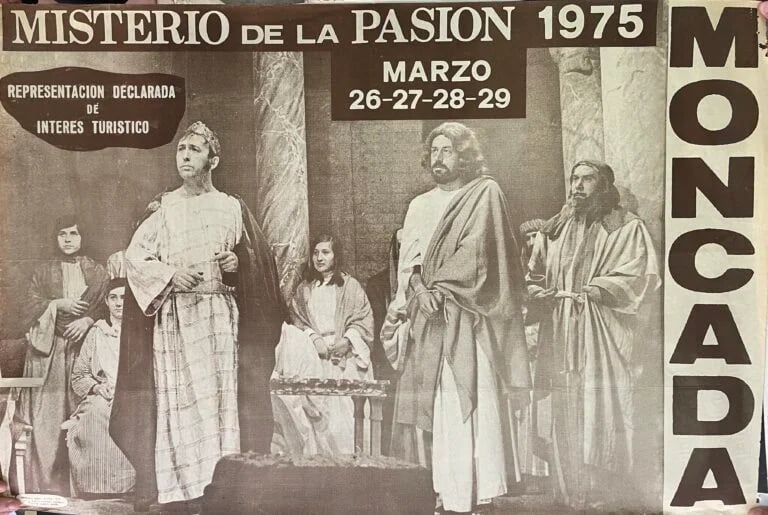 MISTERIO DE LA PASION 1975
MARZO
26-27-28-29
REPRESENTACION DECLARADA
DE
INTERES TURISTICO
MONCADA